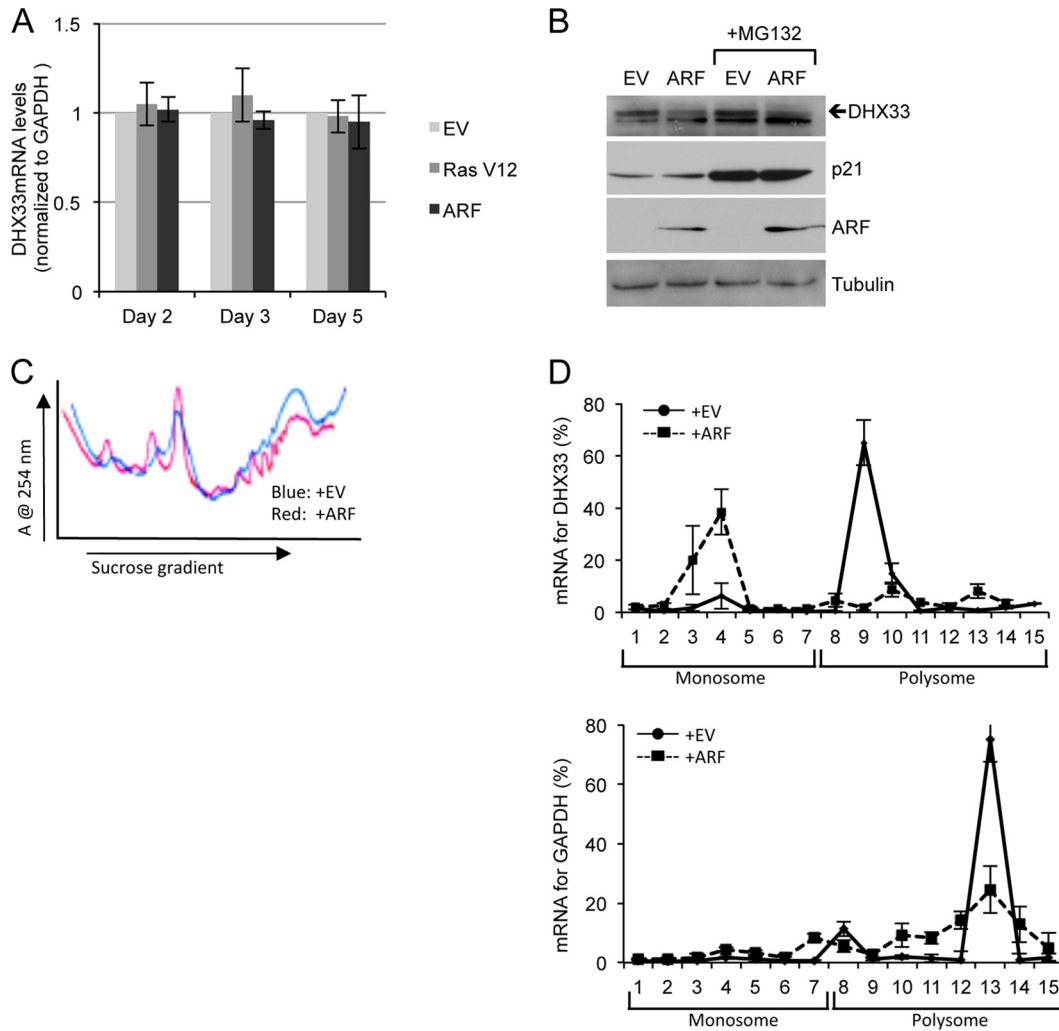 A
DHX33mRNA levels
(normalized to GAPDH )
1.5
1
0.5
0
Day 2 Day 3 Day 5
EV
Ras V12
ARF
B
+MG132
EV ARF EV ARF
DHX33
p21
ARF
Tubulin
C
A @ 254 nm
Blue: +EV
Red: +ARF
Sucrose gradient
D
mRNA for DHX33 (%)
80
60
40
20
0
+EV
+ARF
1 2 3 4 5 6 7 8 9 10 11 12 13 14 15
Monosome Polysome
mRNA for GAPDH (%)
80
60
40
20
0
+EV
+ARF
1 2 3 4 5 6 7 8 9 10 11 12 13 14 15
Monosome Polysome